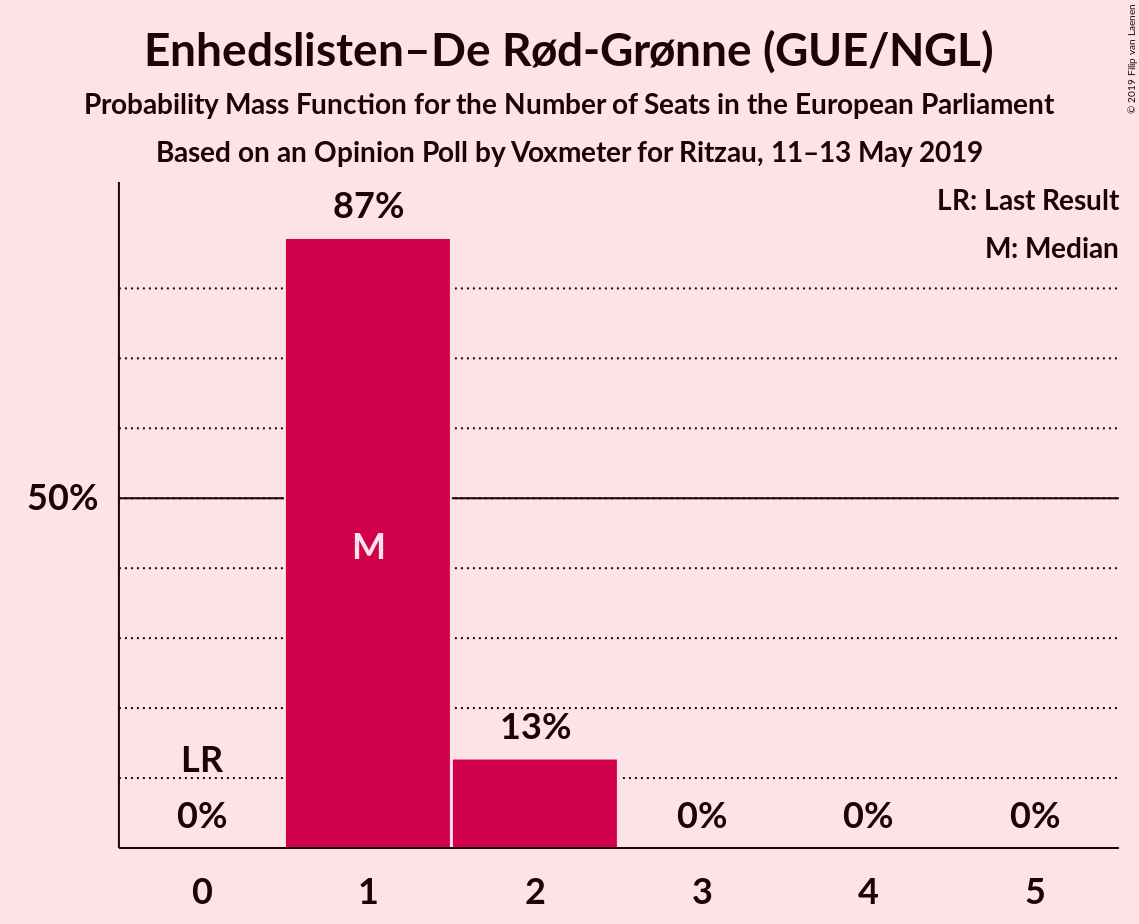 Enhedslisten–De Rød-Grønne (GUE/NGL)
Probability Mass Function for the Number of Seats in the European Parliament
Based on an Opinion Poll by Voxmeter for Ritzau, 11–13 May 2019
© 2019 Filip van Laenen
LR: Last Result
M: Median
87%
50%
M
13%
LR
0%
0%
0%
0%
0
1
2
3
4
5